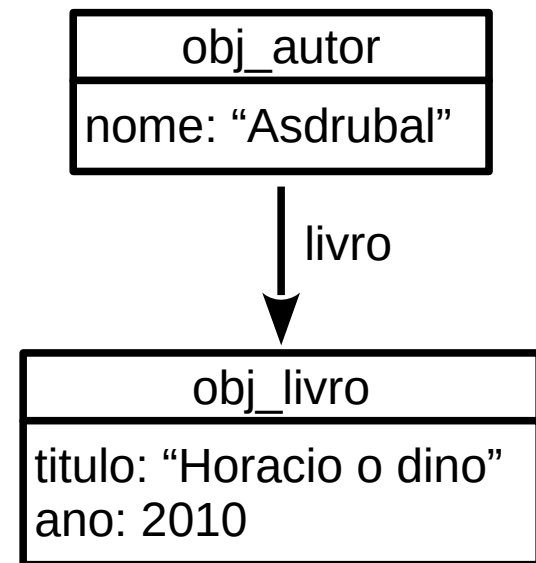 obj_autor
nome: “Asdrubal”
livro
obj_livro
titulo: “Horacio o dino”
ano: 2010